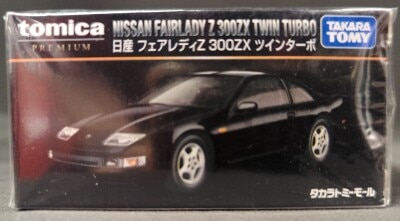 tomica
PREMIUM
NISSAN FAIRLADY Z 300ZX TWIN TURBO
日産 フェアレディZ 300ZX ツインターボ
TAKARA
TOMY
タカラトミーモール